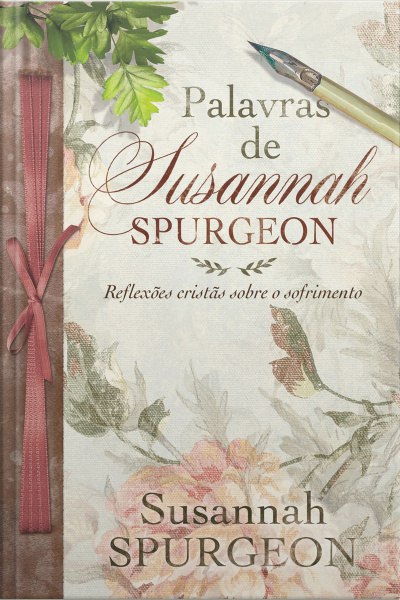 Palavras
de
Susannah
SPURGEON
Reflexões cristãs sobre o sofrimento
Susannah
SPURGEON